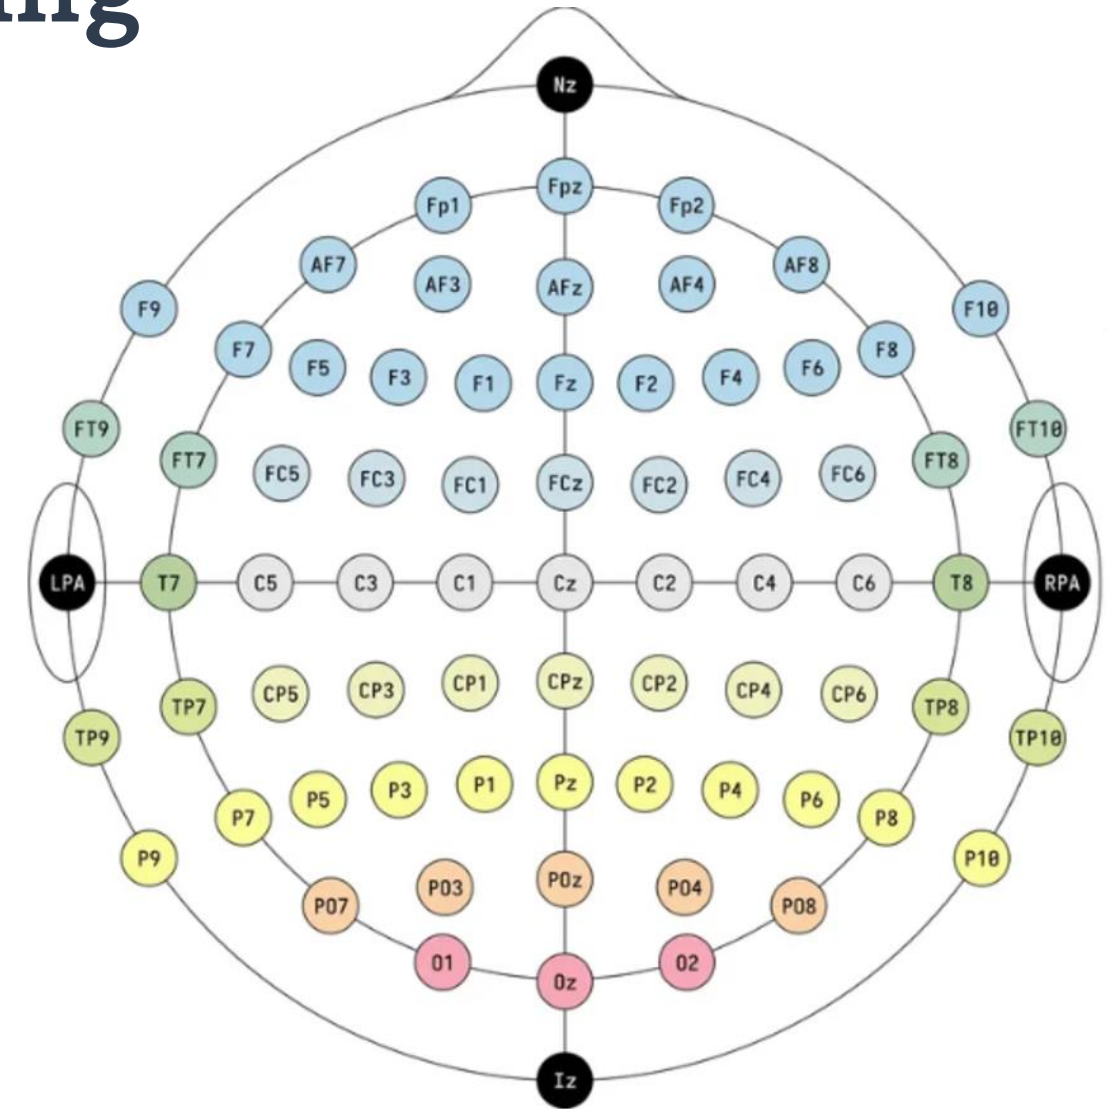 Nz
Fp1 Fpz Fp2
AF7 AF3 AFz AF4 AF8
F9 F7 F5 F3 F1 Fz F2 F4 F6 F8 F10
FT9 FT7 FC5 FC3 FC1 FCz FC2 FC4 FC6 FT8 FT10
LPA T7 C5 C3 C1 Cz C2 C4 C6 T8 RPA
TP9 TP7 CP5 CP3 CP1 CPz CP2 CP4 CP6 TP8 TP10
P9 P7 P5 P3 P1 Pz P2 P4 P6 P8 P10
PO7 PO3 POz PO4 PO8
O1 Oz O2
Iz